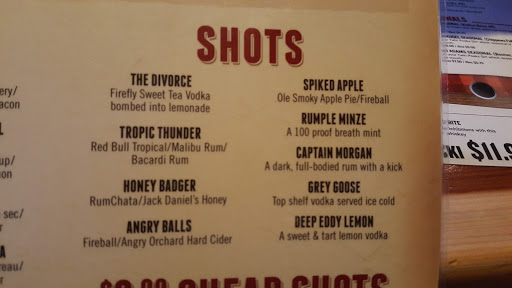 SHOTS
THE DIVORCE
Firefly Sweet Tea Vodka
bombed into lemonade
TROPIC THUNDER
Red Bull Tropical/Malibu Rum/
Bacardi Rum
HONEY BADGER
RumChata/Jack Daniel's Honey
ANGRY BALLS
Fireball/Angry Orchard Hard Cider
SPIKED APPLE
Ole Smoky Apple Pie/Fireball
RUMPLE MINZE
A 100 proof breath mint
CAPTAIN MORGAN
A dark, full-bodied rum with a kick
GREY GOOSE
Top shelf vodka served ice cold
DEEP EDDY LEMON
A sweet & tart lemon vodka
CHEAP SHOTS
sec/
$11.9